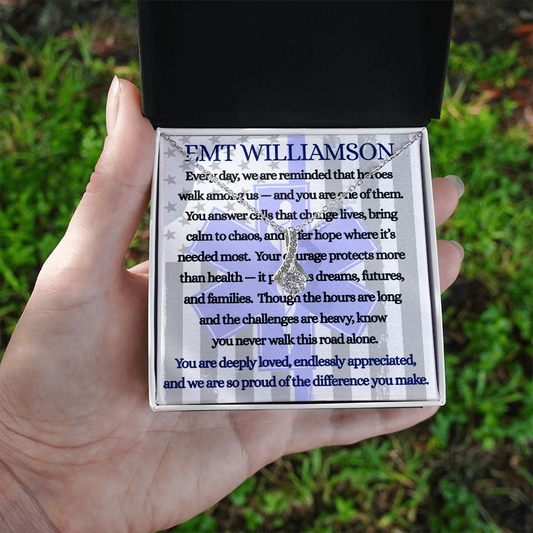 EMT WILLIAMSON
Every day, we are reminded that heroes
walk among us — and you are one of them.
You answer calls that change lives, bring
calm to chaos, and offer hope where it's
needed most. Your courage protects more
than health — it protects dreams, futures,
and families. Though the hours are long
and the challenges are heavy, know
you never walk this road alone.
You are deeply loved, endlessly appreciated,
and we are so proud of the difference you make.